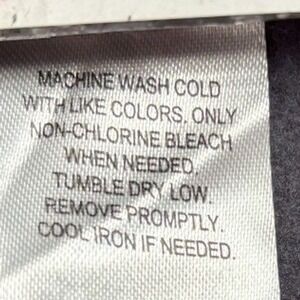 MACHINE WASH COLD
WITH LIKE COLORS, ONLY
NON-CHLORINE BLEACH
WHEN NEEDED.
TUMBLE DRY LOW.
REMOVE PROMPTLY.
COOL IRON IF NEEDED.